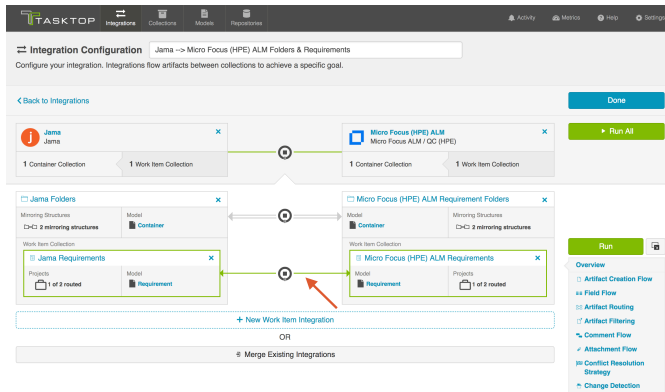 TASKTOP
Integrations
Collections
Models
Repositories
Activity
Metrics
Help
Settings
Integration Configuration
Jama --> Micro Focus (HPE) ALM Folders & Requirements
Configure your integration. Integrations flow artifacts between collections to achieve a specific goal.
Back to Integrations
Done
Jama
Jama
1 Container Collection
1 Work Item Collection
Micro Focus (HPE) ALM
Micro Focus ALM / QC (HPE)
1 Container Collection
1 Work Item Collection
Run All
Jama Folders
Mirroring Structures
2 mirroring structures
Model
Container
Work Item Collection
Jama Requirements
Projects
1 of 2 routed
Model
Requirement
Micro Focus (HPE) ALM Requirement Folders
Model
Container
Mirroring Structures
2 mirroring structures
Work Item Collection
Micro Focus (HPE) ALM Requirements
Model
Requirement
Projects
1 of 2 routed
+ New Work Item Integration
OR
Merge Existing Integrations
Run
Overview
Artifact Creation Flow
Field Flow
Artifact Routing
Artifact Filtering
Comment Flow
Attachment Flow
Conflict Resolution
Strategy
Change Detection